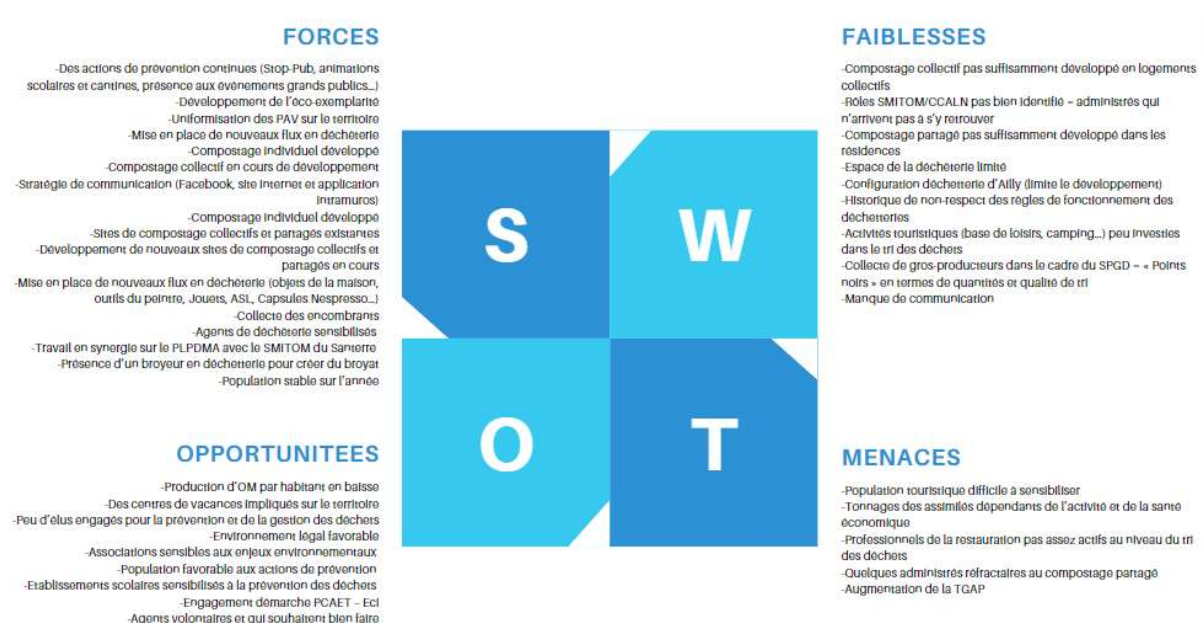 FORCES
-Des actions de prévention continues (Stop-Pub, animations
scolaires et cantines, présence aux événements grands publics...)
-Développement de l'éco-exemplarité
-Uniformisation des PAV sur le territoire
-Mise en place de nouveaux flux en déchèterie
-Compostage individuel développé
-Compostage collectif en cours de développement
-Stratégie de communication (Facebook, site internet et application
Intramuros)
-Compostage individuel développé
-Sites de compostage collectifs et partagés existantes
-Développement de nouveaux sites de compostage collectifs et
partagés en cours
-Mise en place de nouveaux flux en déchèterie (objets de la maison,
outils du peintre, Jouets, ASL, Capsules Nespresso...)
-Collecte des encombrants
-Agents de déchèterie sensibilisés
-Travail en synergie sur le PLPDMA avec le SMITOM du Santerre
-Présence d'un broyeur en déchetterie pour créer du broyat
-Population stable sur l'année
FAIBLESSES
-Compostage collectif pas suffisamment développé en logements
collectifs
-Rôles SMITOM/CCALN pas bien identifié = administrés qui
n'arrivent pas à s'y retrouver
-Compostage partagé pas suffisamment développé dans les
résidences
-Espace de la déchèterie limité
-Configuration déchetterie d'Ailly (limite le développement)
-Historique de non-respect des règles de fonctionnement des
déchetteries
-Activités touristiques (base de loisirs, camping...) peu investies
dans le tri des déchets
-Collecte de gros-producteurs dans le cadre du SPGD = « Points
noirs » en termes de quantités et qualité de tri
-Manque de communication
S
W
O
T
OPPORTUNITEES
-Production d'OM par habitant en baisse
-Des centres de vacances impliqués sur le territoire
-Peu d'élus engagés pour la prévention et de la gestion des déchets
-Environnement légal favorable
-Associations sensibles aux enjeux environnementaux
-Population favorable aux actions de prévention
-Etablissements scolaires sensibilisés à la prévention des déchets
-Engagement démarche PCAET – Eci
-Agents volontaires et qui souhaitent bien faire
MENACES
-Population touristique difficile à sensibiliser
-Tonnages des assimilés dépendants de l'activité et de la santé
économique
-Professionnels de la restauration pas assez actifs au niveau du tri
des déchets
-Quelques administrés réfractaires au compostage partagé
-Augmentation de la TGAP